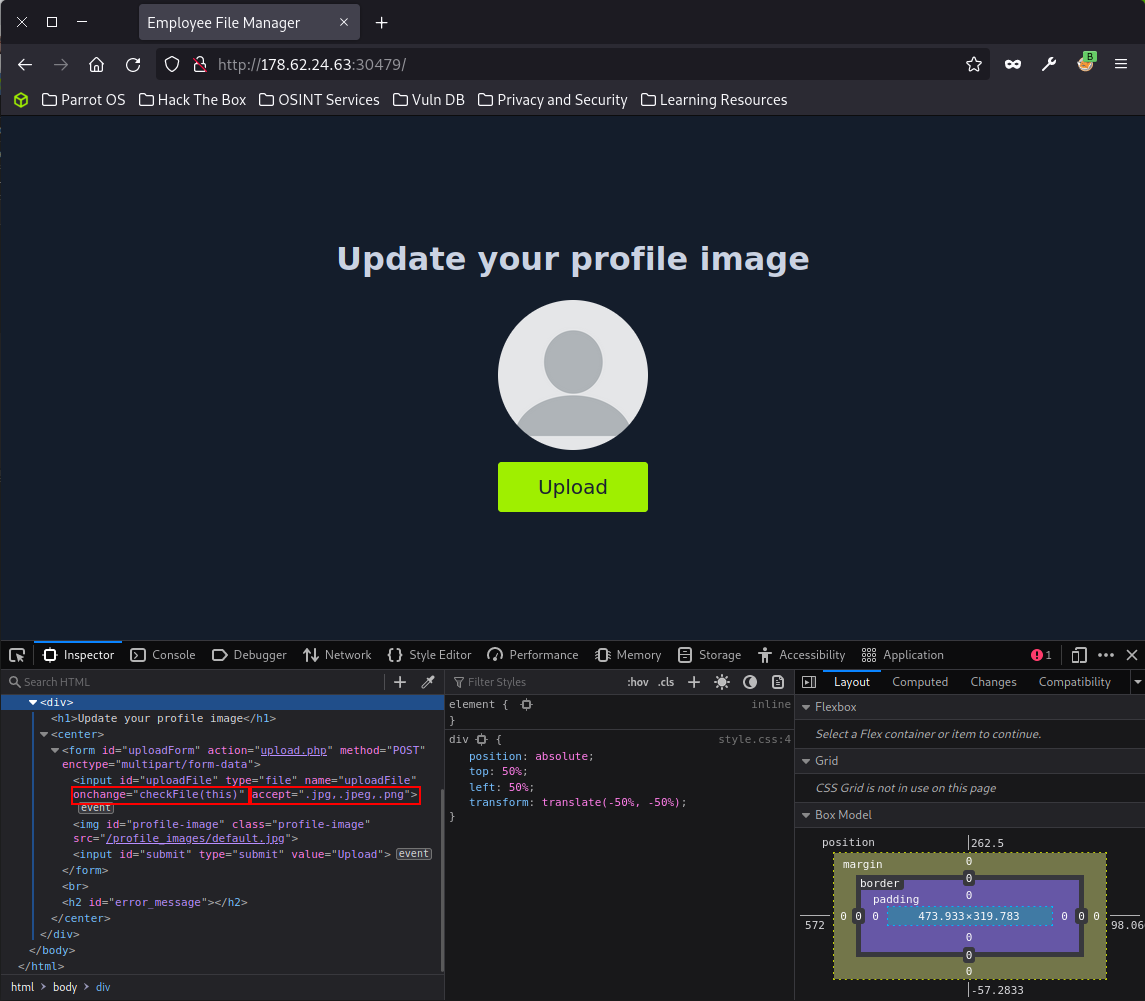 Employee File Manager
http://178.62.24.63:30479/
B
Parrot OS Hack The Box OSINT Services Vuln DB Privacy and Security Learning Resources
Update your profile image
Upload
Inspector Console Debugger Network Style Editor Performance Memory Storage Accessibility Application 1
Search HTML
<div>
<h1>Update your profile image</h1>
<center>
<form id="uploadForm" action="upload.php" method="POST"
enctype="multipart/form-data">
<input id="uploadFile" type="file" name="uploadFile"
onchange="checkFile(this)" accept=".jpg,.jpeg,.png">
event
<img id="profile-image" class="profile-image"
src="/profile_images/default.jpg">
<input id="submit" type="submit" value="Upload"> event
</form>
<br>
<h2 id="error_message"></h2>
</center>
</div>
</body>
</html>
html > body > div
Filter Styles :hov .cls
element { inline
}
div { style.css:4
position: absolute;
top: 50%;
left: 50%;
transform: translate(-50%, -50%);
}
Layout Computed Changes Compatibility
Flexbox
Select a Flex container or item to continue.
Grid
CSS Grid is not in use on this page
Box Model
position 262.5
margin 0
border 0
padding 0
572 0 0 0 473.933×319.783 0 0 0 98.06
0
0
0
-57.2833